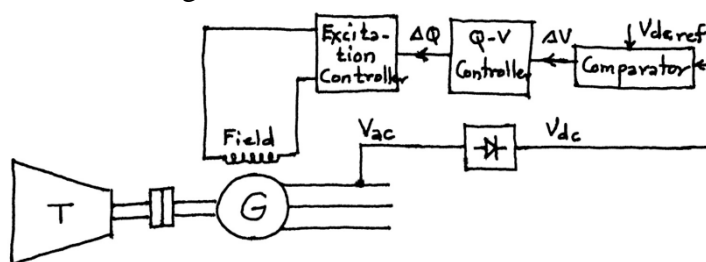 Excita-
tion
Controller
ΔQ
Q-V
Controller
ΔV
Vdc ref
Comparator
Field
Vac
Vdc
T
G